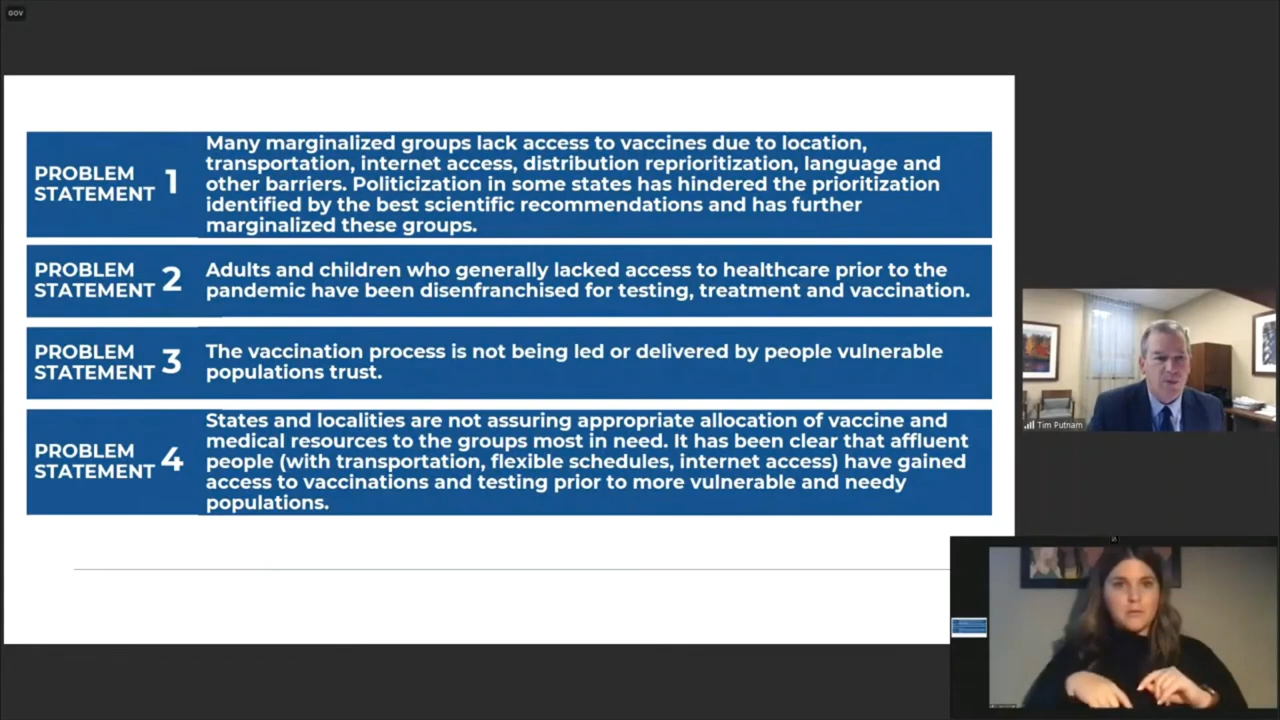 GOV
PROBLEM
STATEMENT 1
Many marginalized groups lack access to vaccines due to location,
transportation, internet access, distribution reprioritization, language and
other barriers. Politicization in some states has hindered the prioritization
identified by the best scientific recommendations and has further
marginalized these groups.
PROBLEM
STATEMENT 2
Adults and children who generally lacked access to healthcare prior to the
pandemic have been disenfranchised for testing, treatment and vaccination.
PROBLEM
STATEMENT 3
The vaccination process is not being led or delivered by people vulnerable
populations trust.
PROBLEM
STATEMENT 4
States and localities are not assuring appropriate allocation of vaccine and
medical resources to the groups most in need. It has been clear that affluent
people (with transportation, flexible schedules, internet access) have gained
access to vaccinations and testing prior to more vulnerable and needy
populations.
Tim Putnam